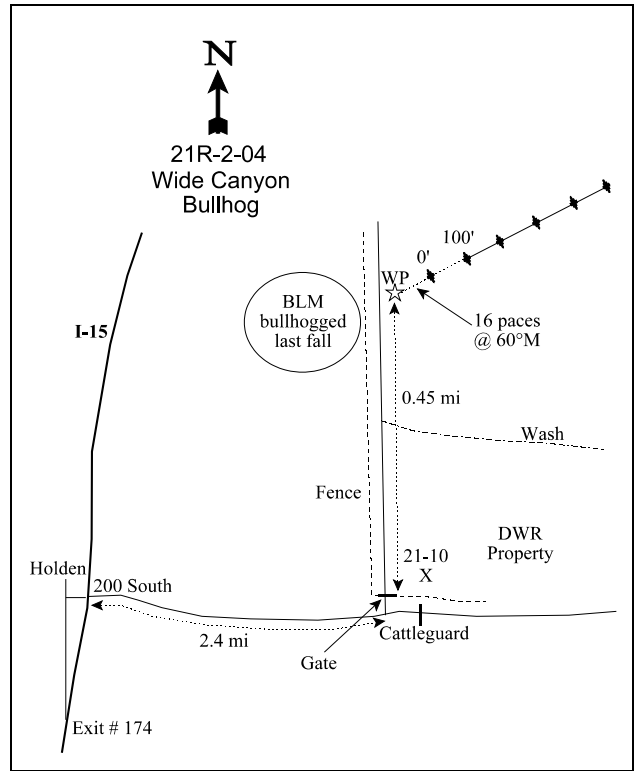 N
21R-2-04
Wide Canyon
Bullhog
100'
0'
WP
I-15
BLM
bullhogged
last fall
16 paces
@ 60°M
0.45 mi
Wash
Fence
DWR
Property
21-10
X
Holden
200 South
2.4 mi
Cattleguard
Gate
Exit # 174